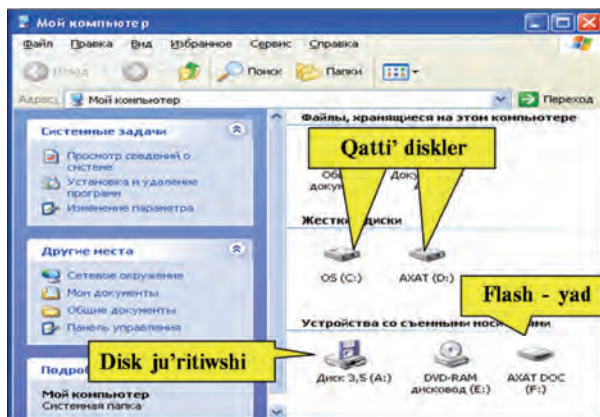 Мой компьютер
Файл Правка Вид Избранное Сервис Справка
Назад Поиск Папки
Адрес: Мой компьютер Переход
Системные задачи
Просмотр сведений о
системе
Установка и удаление
программ
Изменение параметра
Другие места
Сетевое окружение
Мои документы
Общие документы
Панель управления
Мой компьютер
Системная папка
Файлы, хранящиеся на этом компьютере
Qatti' diskler
OS (C:) AXAT (D:)
Flash - yad
Устройства со съемными
Disk ju'ritiwshi
Диск 3,5 (A:) DVD-RAM AXAT DOC
дисковод (E:) (F:)